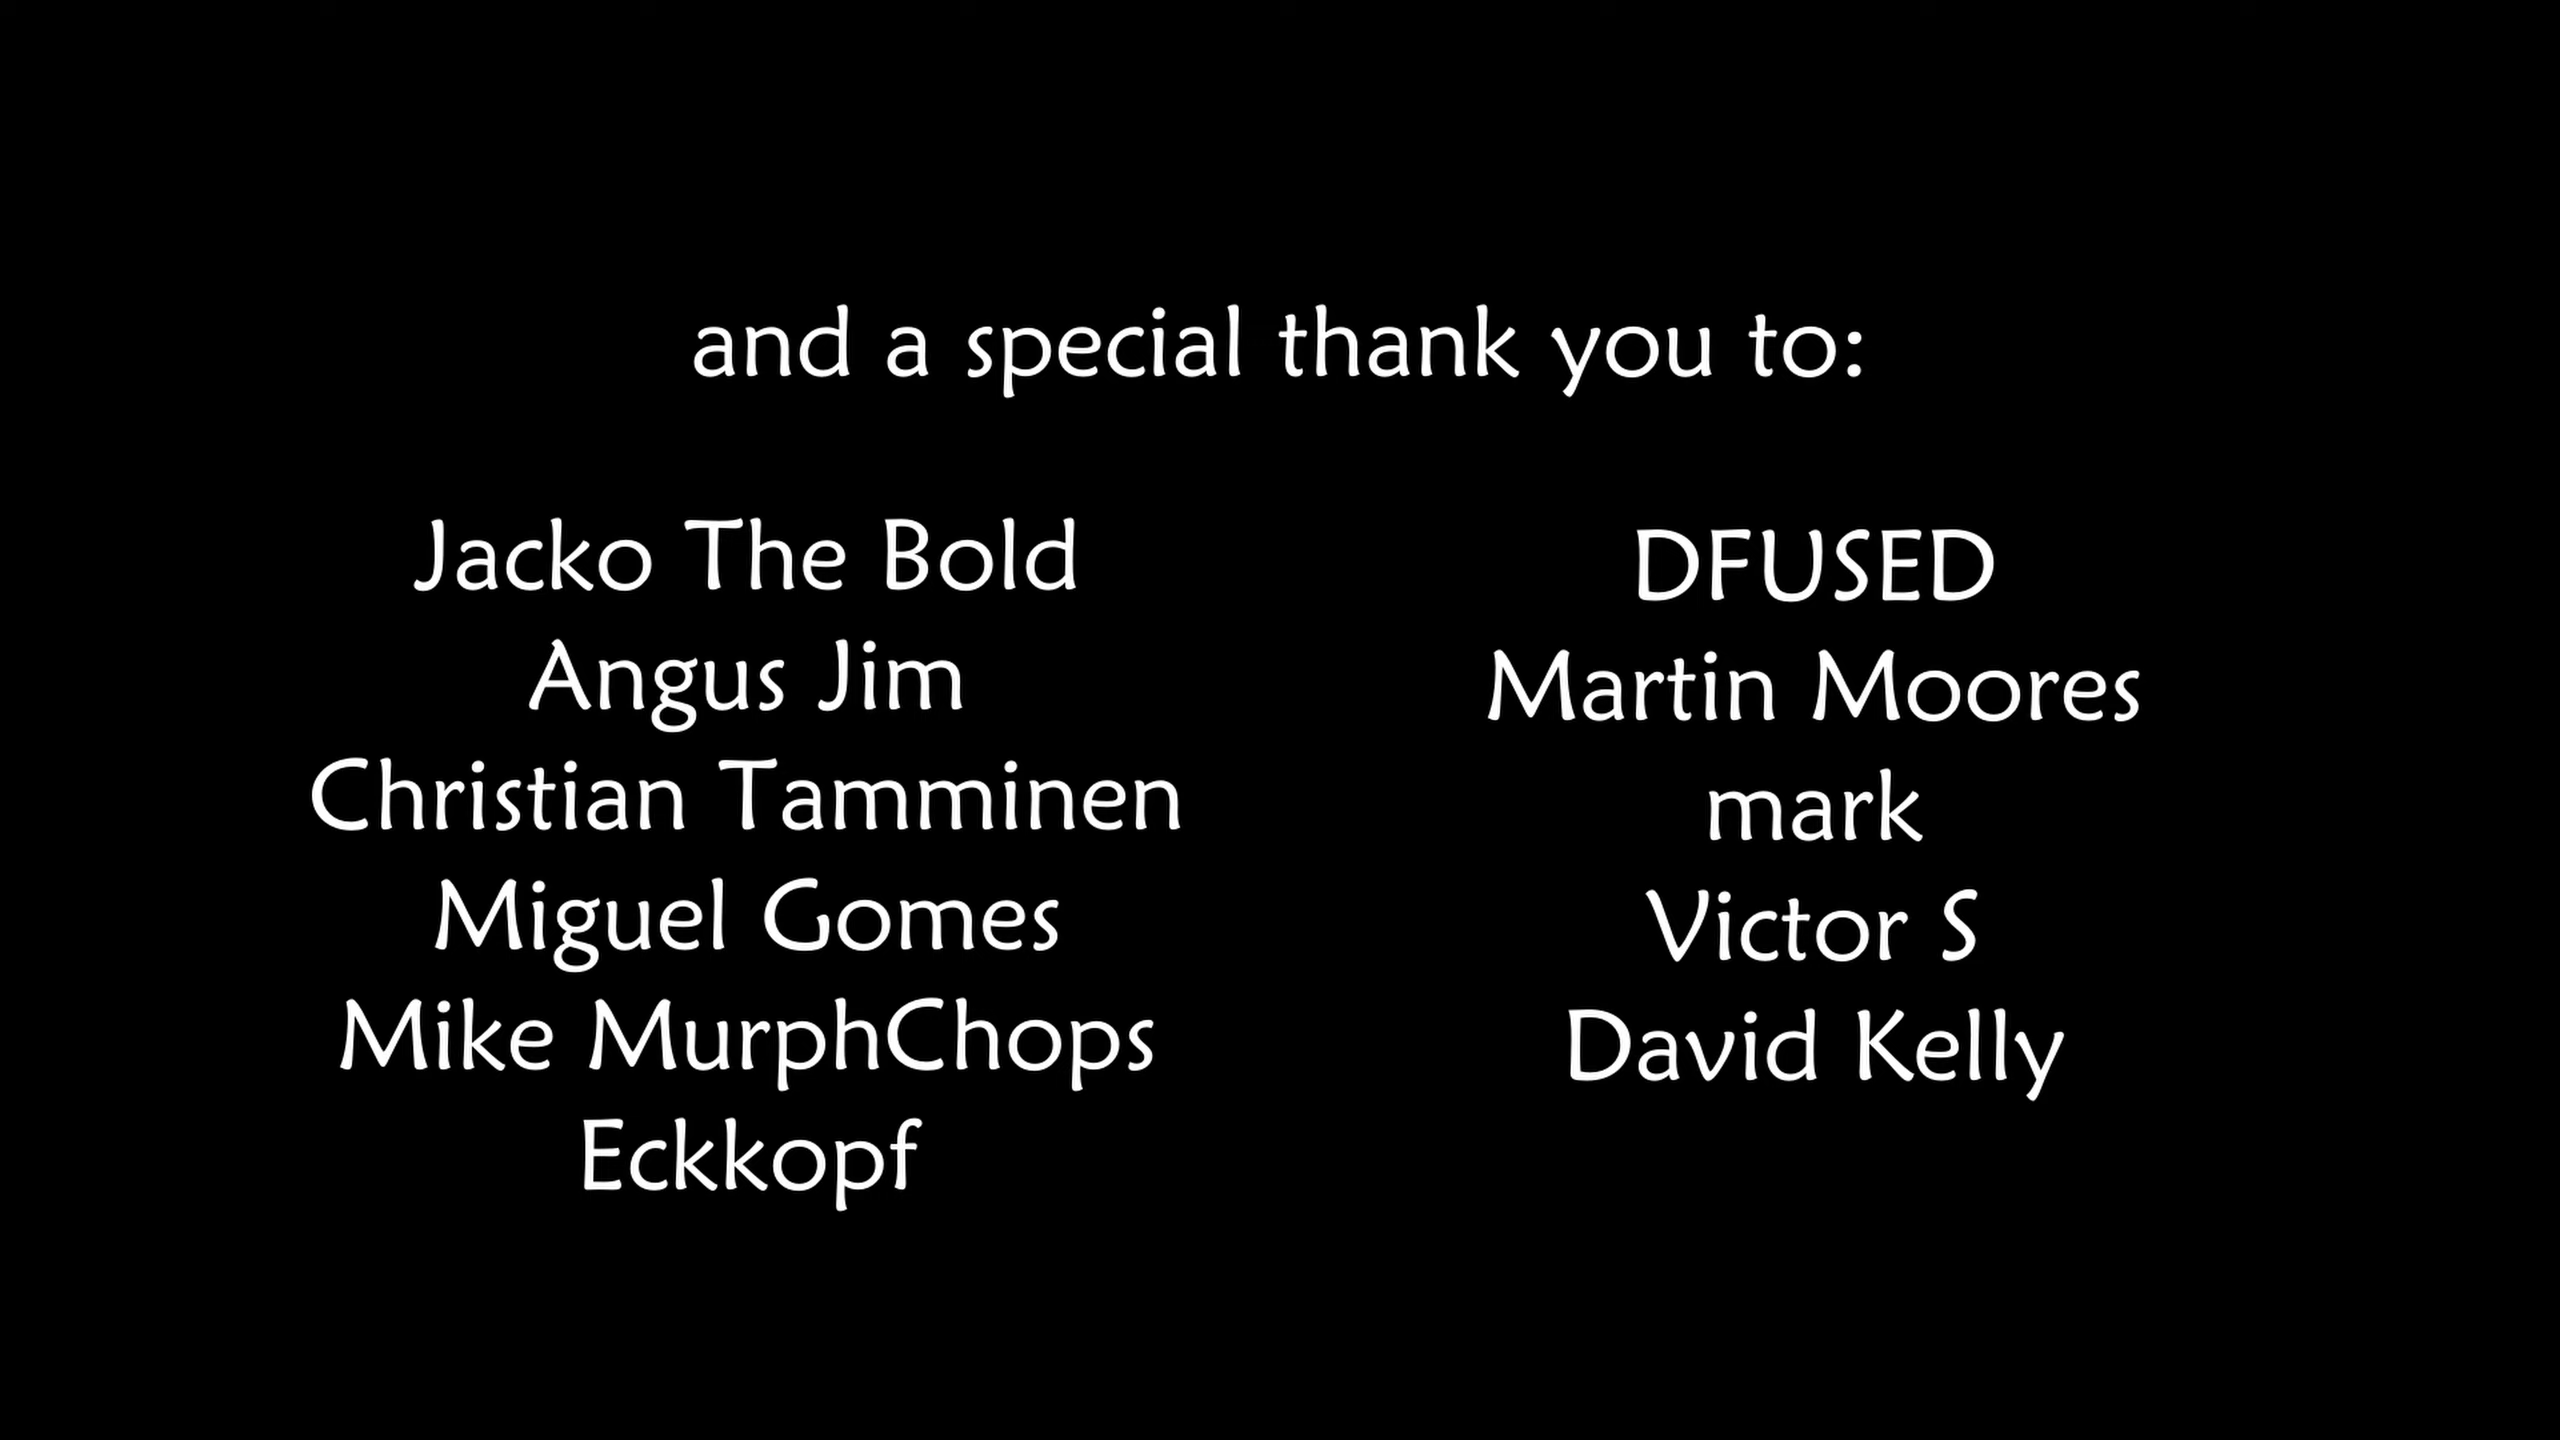 and a special thank you to:
Jacko The Bold
Angus Jim
Christian Tamminen
Miguel Gomes
Mike MurphChops
Eckkopf
DFUSED
Martin Moores
mark
Victor S
David Kelly